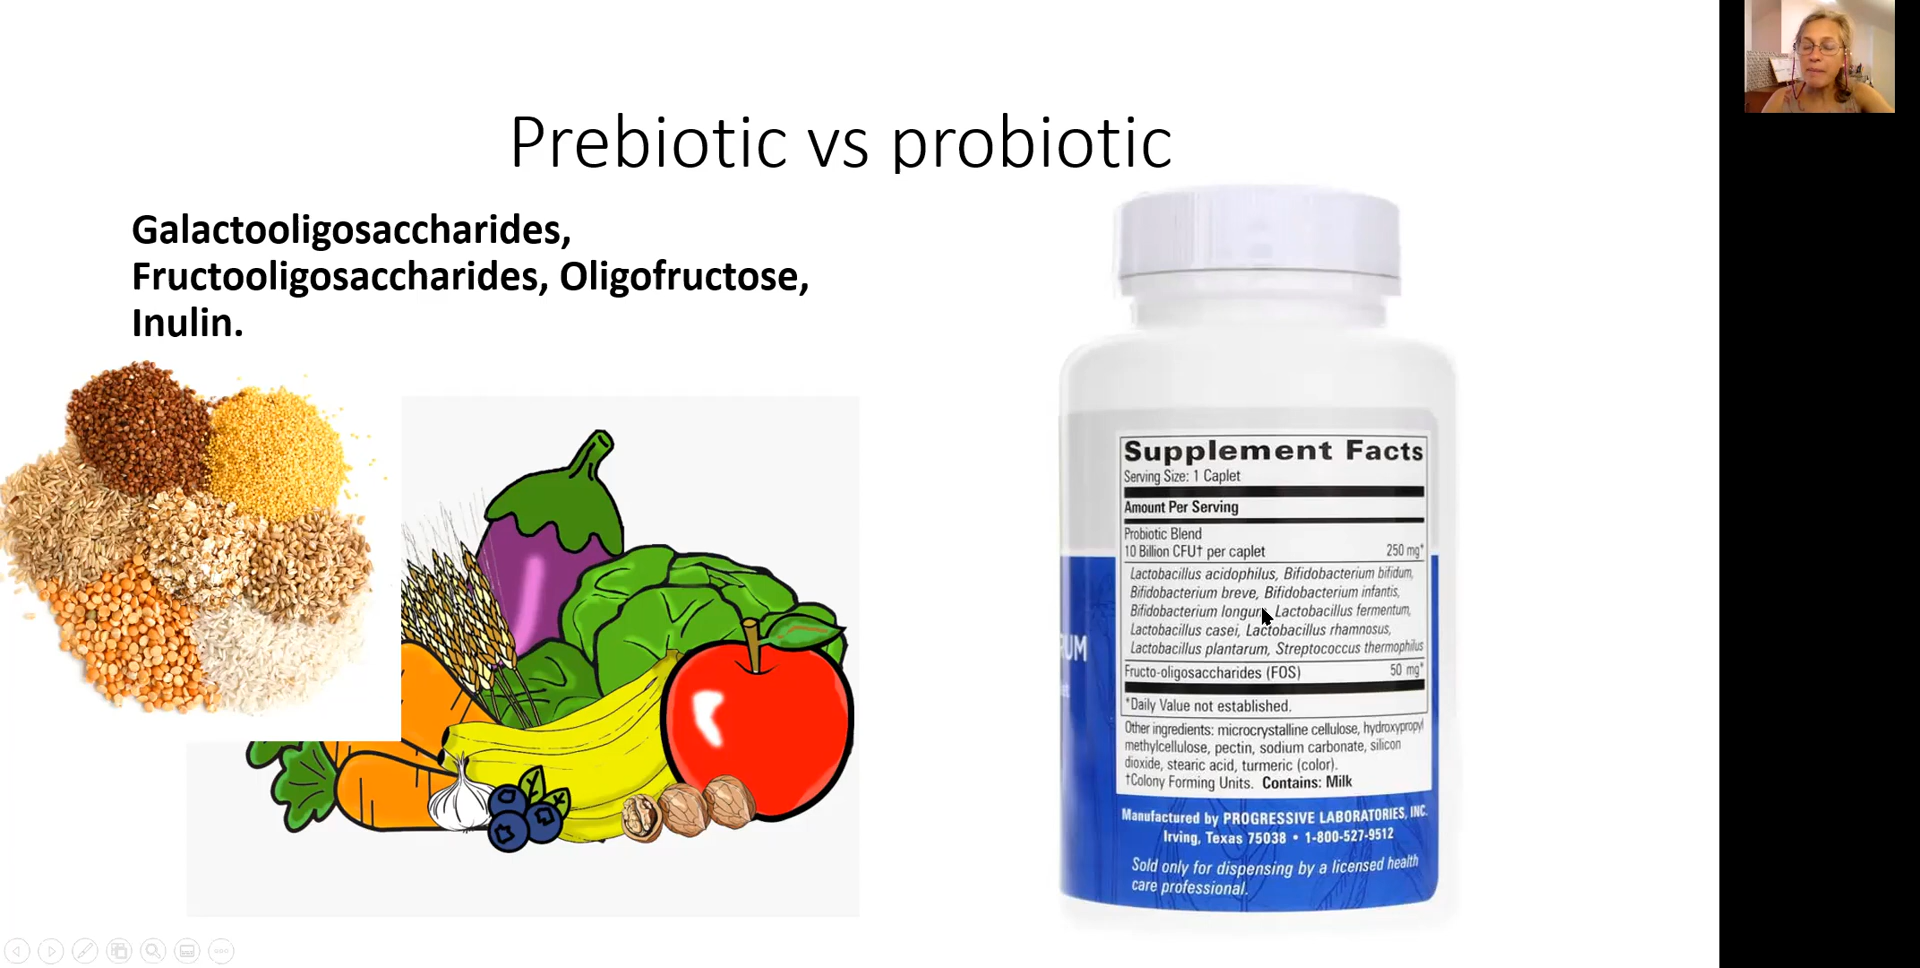 Prebiotic vs probiotic
Galactooligosaccharides,
Fructooligosaccharides, Oligofructose,
Inulin.
Supplement Facts
Serving Size: 1 Caplet
Amount Per Serving
Probiotic Blend
10 Billion CFU† per caplet 250 mg*
Lactobacillus acidophilus, Bifidobacterium bifidum,
Bifidobacterium breve, Bifidobacterium infantis,
Bifidobacterium longum, Lactobacillus fermentum,
Lactobacillus casei, Lactobacillus rhamnosus,
Lactobacillus plantarum, Streptococcus thermophilus
Fructo-oligosaccharides (FOS) 50 mg*
*Daily Value not established.
Other ingredients: microcrystalline cellulose, hydroxypropyl
methylcellulose, pectin, sodium carbonate, silicon
dioxide, stearic acid, turmeric (color).
†Colony Forming Units. Contains: Milk
Manufactured by PROGRESSIVE LABORATORIES, INC.
Irving, Texas 75038 • 1-800-527-9512
Sold only for dispensing by a licensed health
care professional.
RUM